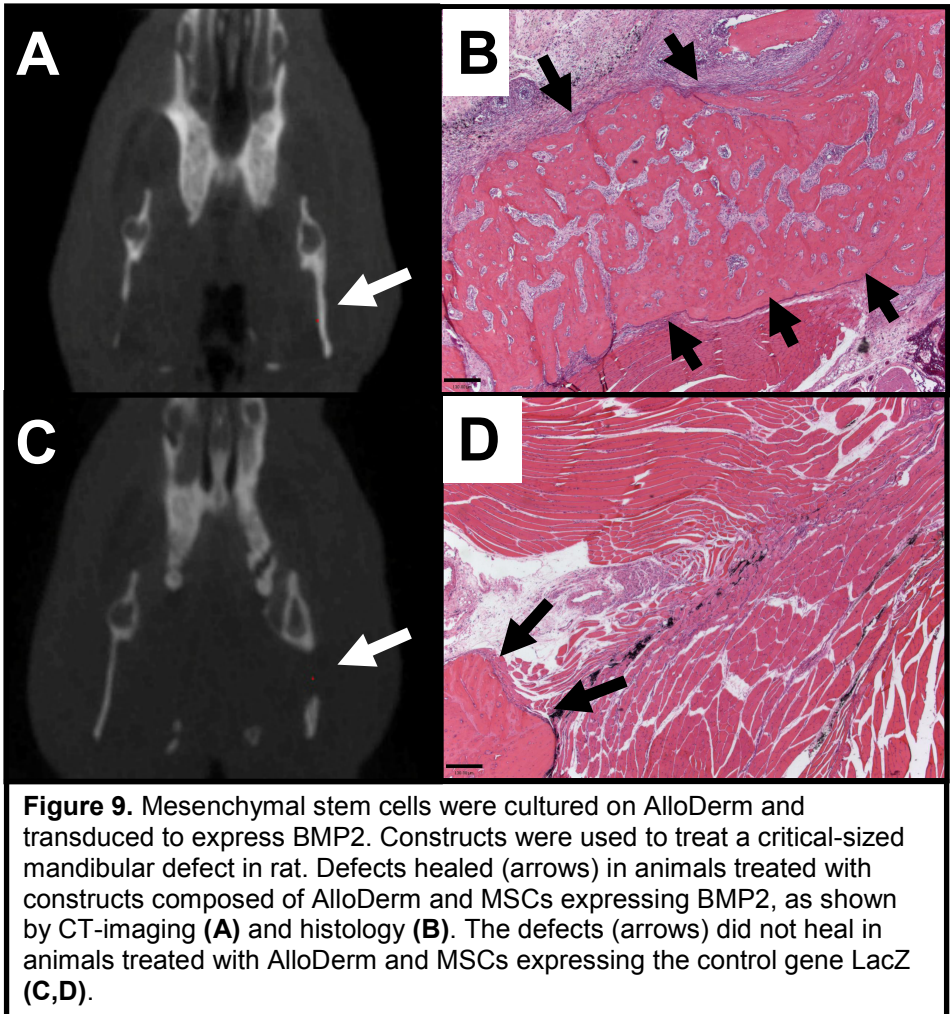 A
B
C
D
Figure 9. Mesenchymal stem cells were cultured on AlloDerm and
transduced to express BMP2. Constructs were used to treat a critical-sized
mandibular defect in rat. Defects healed (arrows) in animals treated with
constructs composed of AlloDerm and MSCs expressing BMP2, as shown
by CT-imaging (A) and histology (B). The defects (arrows) did not heal in
animals treated with AlloDerm and MSCs expressing the control gene LacZ
(C,D).